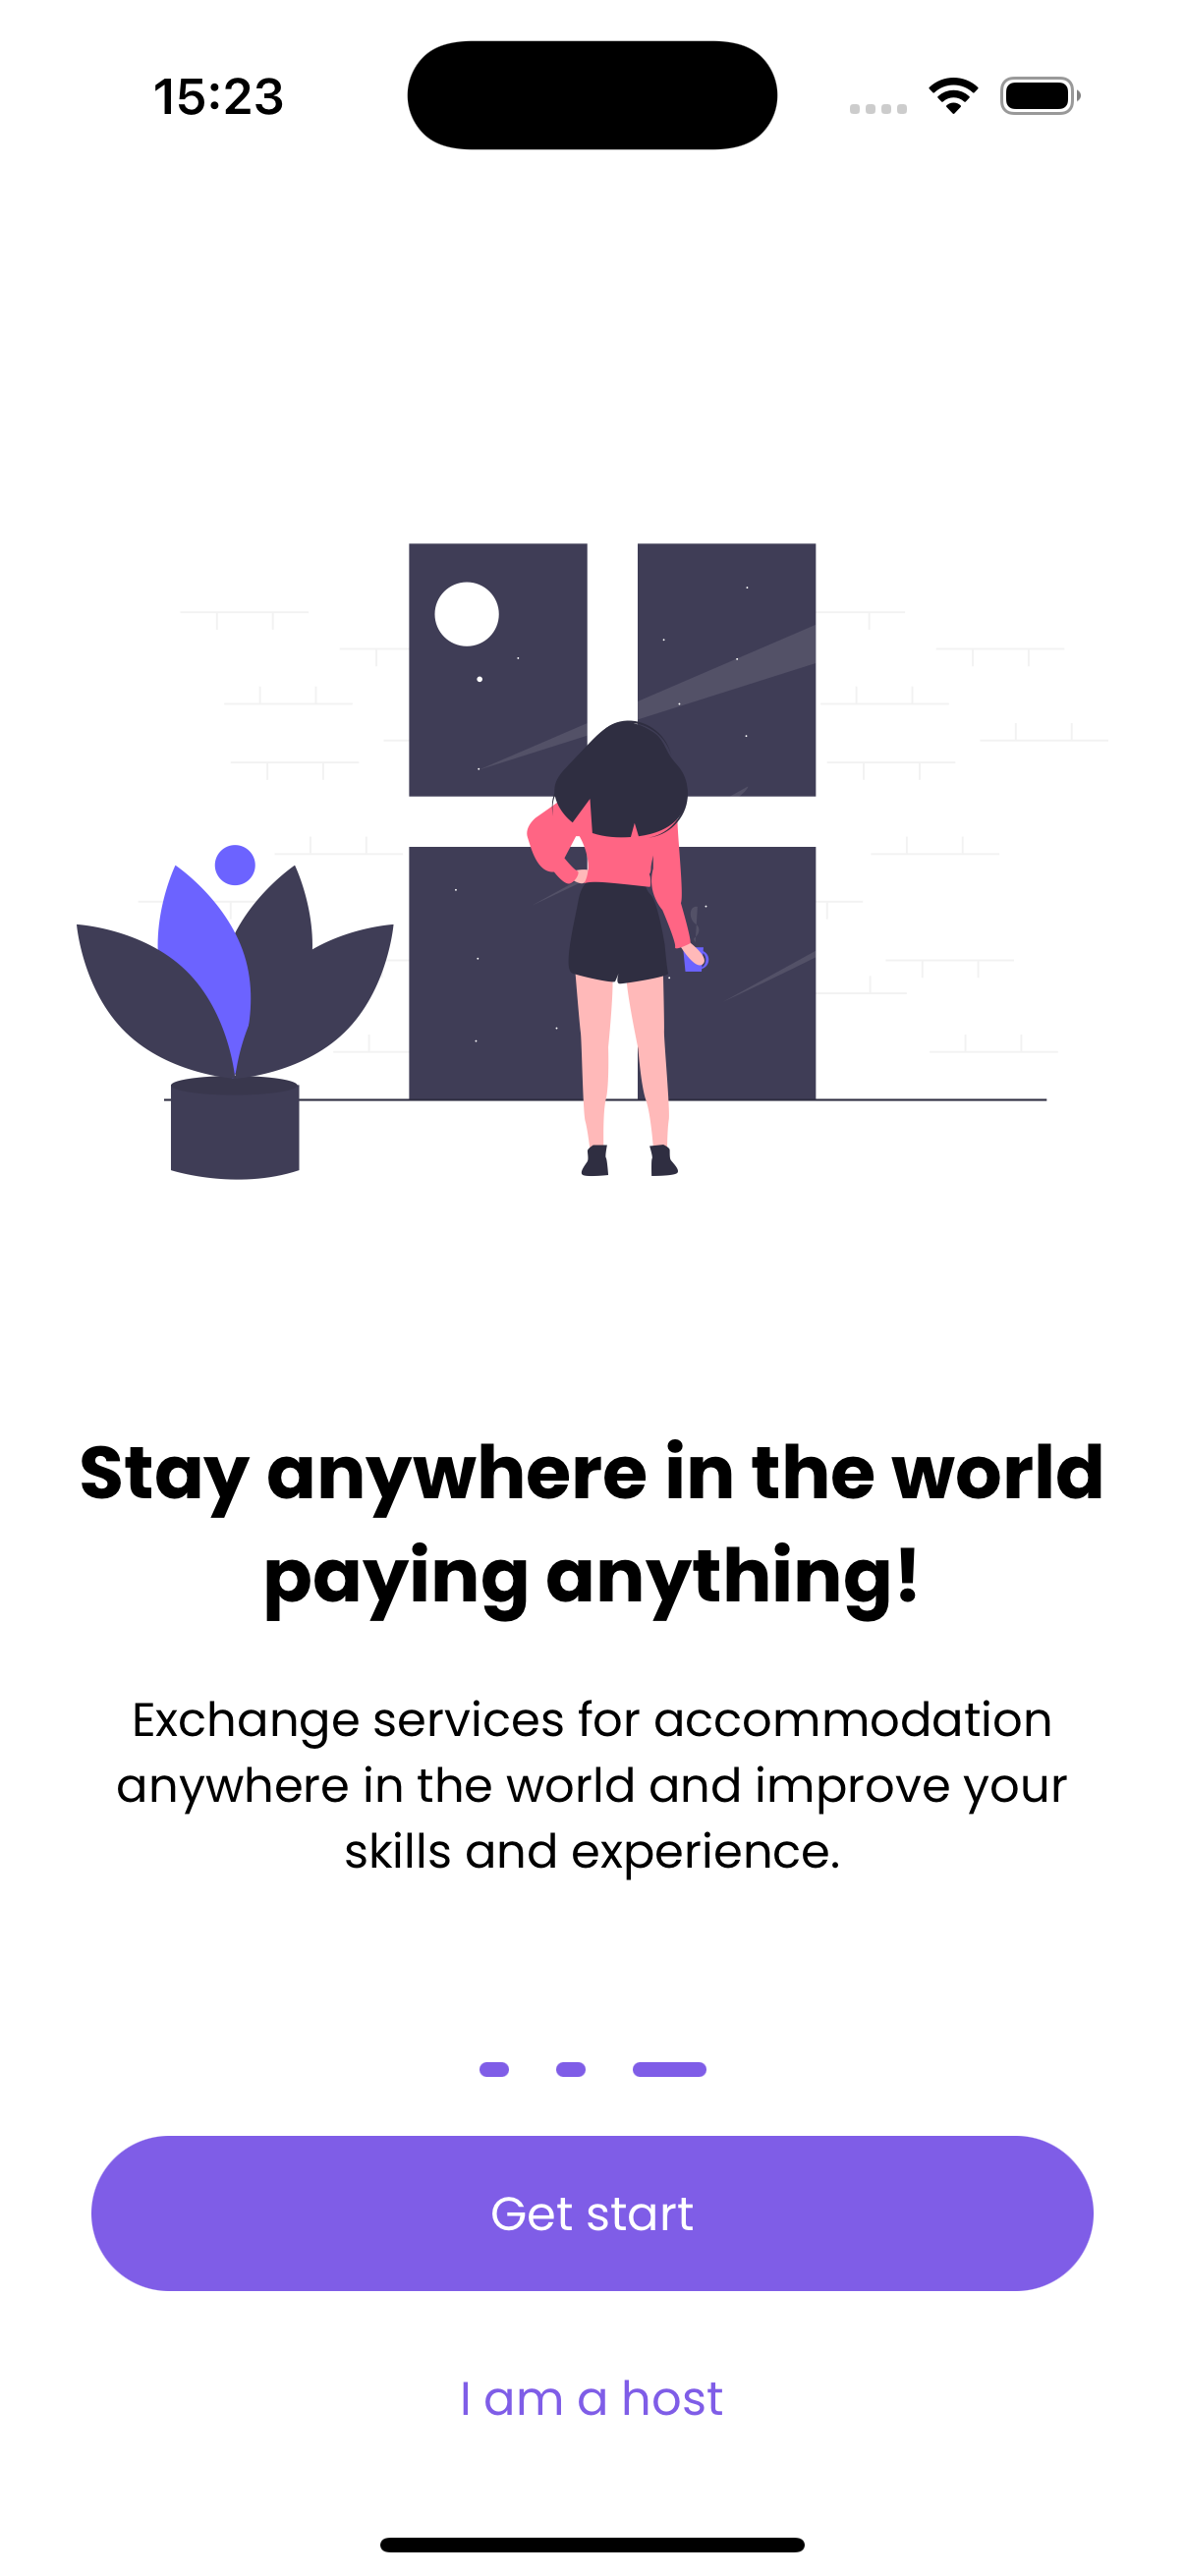 15:23
Stay anywhere in the world
paying anything!
Exchange services for accommodation
anywhere in the world and improve your
skills and experience.
Get start
I am a host